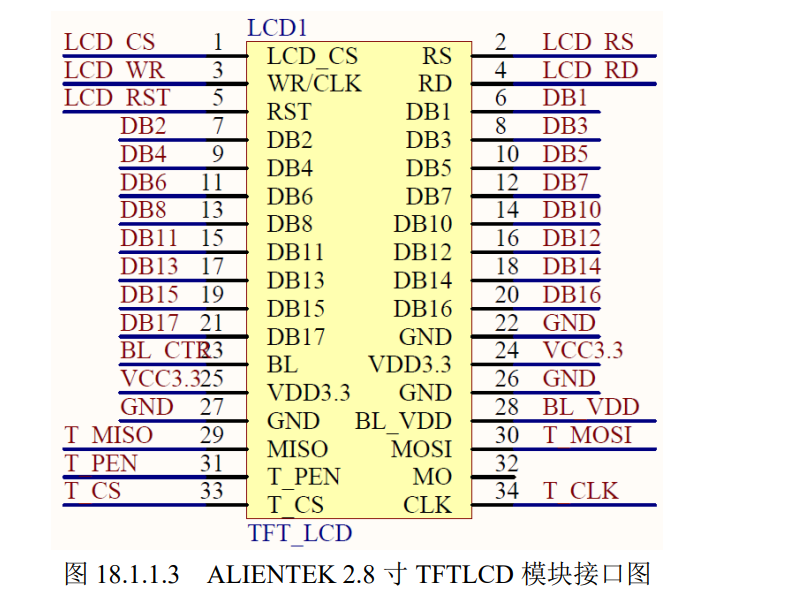 LCD1
LCD_CS 1 LCD_CS RS 2 LCD_RS
LCD_WR 3 WR/CLK RD 4 LCD_RD
LCD_RST 5 RST DB1 6 DB1
DB2 7 DB2 DB3 8 DB3
DB4 9 DB4 DB5 10 DB5
DB6 11 DB6 DB7 12 DB7
DB8 13 DB8 DB10 14 DB10
DB11 15 DB11 DB12 16 DB12
DB13 17 DB13 DB14 18 DB14
DB15 19 DB15 DB16 20 DB16
DB17 21 DB17 GND 22 GND
BL_CTR 23 BL VDD3.3 24 VCC3.3
VCC3.3 25 VDD3.3 GND 26 GND
GND 27 GND BL_VDD 28 BL_VDD
T_MISO 29 MISO MOSI 30 T_MOSI
T_PEN 31 T_PEN MO 32
T_CS 33 T_CS CLK 34 T_CLK
TFT_LCD
图 18.1.1.3 ALIENTEK 2.8 寸 TFTLCD 模块接口图